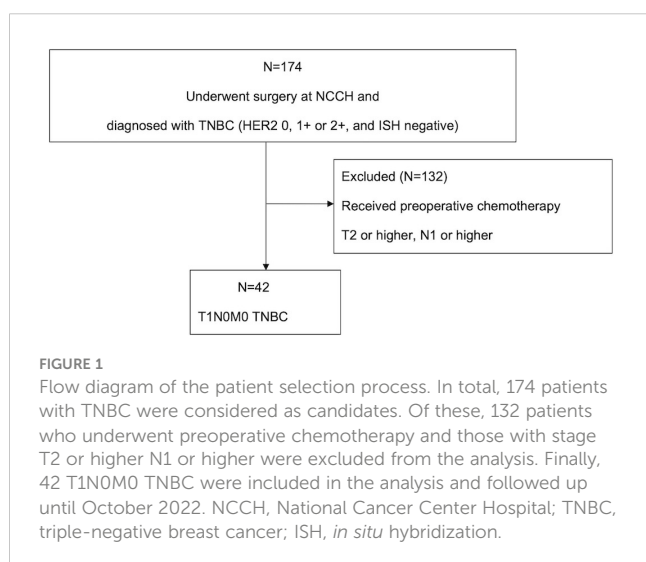 N=174
Underwent surgery at NCCH and
diagnosed with TNBC (HER2 0, 1+ or 2+, and ISH negative)
Excluded (N=132)
Received preoperative chemotherapy
T2 or higher, N1 or higher
N=42
T1N0M0 TNBC
FIGURE 1
Flow diagram of the patient selection process. In total, 174 patients
with TNBC were considered as candidates. Of these, 132 patients
who underwent preoperative chemotherapy and those with stage
T2 or higher N1 or higher were excluded from the analysis. Finally,
42 T1N0M0 TNBC were included in the analysis and followed up
until October 2022. NCCH, National Cancer Center Hospital; TNBC,
triple-negative breast cancer; ISH, in situ hybridization.